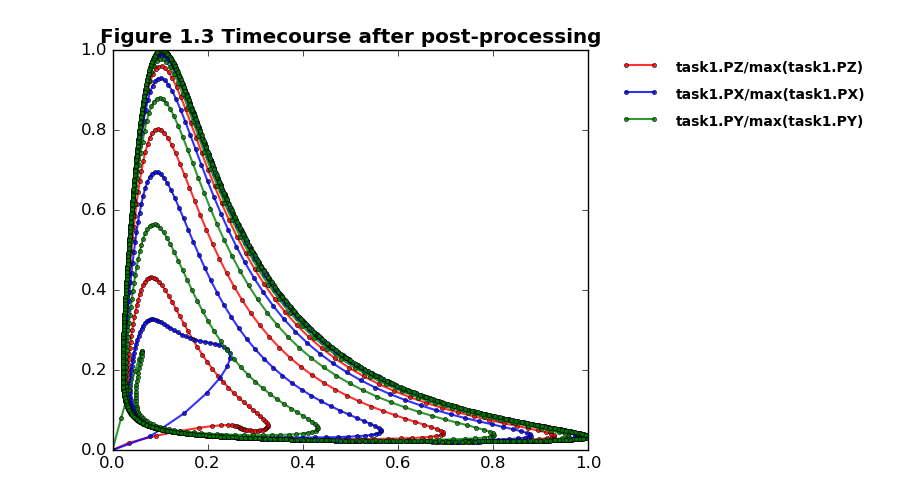 Figure 1.3 Timecourse after post-processing
1.0
0.8
0.6
0.4
0.2
0.0
0.0 0.2 0.4 0.6 0.8 1.0
task1.PZ/max(task1.PZ)
task1.PX/max(task1.PX)
task1.PY/max(task1.PY)